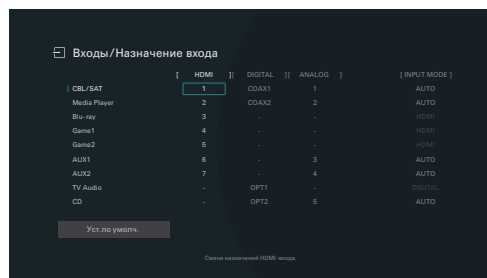 Входы/Назначение входа
[ HDMI ][ DIGITAL ][ ANALOG ] [ INPUT MODE ]
CBL/SAT 1 COAX1 1 AUTO
Media Player 2 COAX2 2 AUTO
Blu-ray 3 - - HDMI
Game1 4 - - HDMI
Game2 5 - - HDMI
AUX1 6 - 3 AUTO
AUX2 7 - 4 AUTO
TV Audio - OPT1 - DIGITAL
CD - OPT2 5 AUTO
Уст.по умолч.
Смена назначений HDMI-входа.